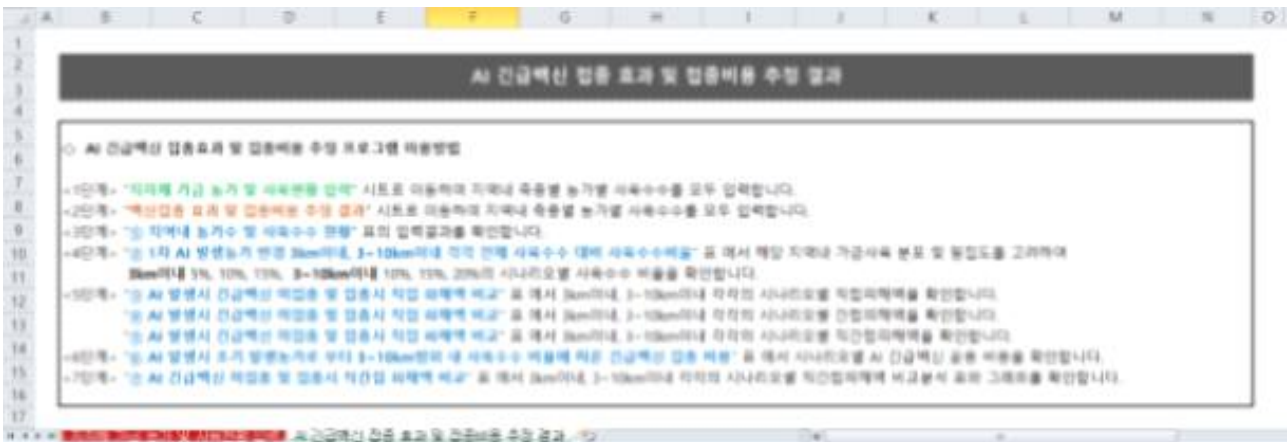 A B C D E F G H I J K L M N O
1
2
3
4
5
6
7
8
9
10
11
12
13
14
15
16
17
AI 긴급백신 접종 효과 및 접종비용 추정 결과
○ AI 긴급백신 접종효과 및 접종비용 추정 프로그램 이용방법
<1단계> "지자체 가금 농가 및 사육현황 입력" 시트로 이동하여 지역내 축종별 농가별 사육수수를 모두 입력합니다.
<2단계> "백신접종 효과 및 접종비용 추정 결과" 시트로 이동하여 지역내 축종별 농가별 사육수수를 모두 입력합니다.
<3단계> 지역내 농가수 및 사육수수 현황" 표의 입력결과를 확인합니다.
<4단계> 1차 AI 발생농가 반경 3km이내, 3~10km이내 각각 전체 사육수수 대비 사육수수비율" 표 에서 해당 지역내 가금사육 분포 및 밀집도를 고려하여
3km이내 5%, 10%, 15%, 3~10km이내 10%, 15%, 20%의 시나리오별 사육수수 비율을 확인합니다.
<5단계> AI 발생시 긴급백신 미접종 및 접종시 직접 피해액 비교" 표 에서 3km이내, 3~10km이내 각각의 시나리오별 직접피해액을 확인합니다.
AI 발생시 긴급백신 미접종 및 접종시 직접 피해액 비교" 표 에서 3km이내, 3~10km이내 각각의 시나리오별 간접피해액을 확인합니다.
AI 발생시 긴급백신 미접종 및 접종시 직접 피해액 비교" 표 에서 3km이내, 3~10km이내 각각의 시나리오별 직간접피해액을 확인합니다.
<6단계> AI 발생시 초기 발생농가로 부터 3~10km범위 내 사육수수 비율에 따른 긴급백신 접종 비용" 표 에서 시나리오별 AI 긴급백신 비용을 확인합니다.
<7단계> AI 긴급백신 미접종 및 접종시 직간접 피해액 비교" 표 에서 3km이내, 3~10km이내 각각의 시나리오별 직간접피해액 비교분석 표와 그래프를 확인합니다.
AI 긴급백신 접종 효과 및 접종비용 추정 결과